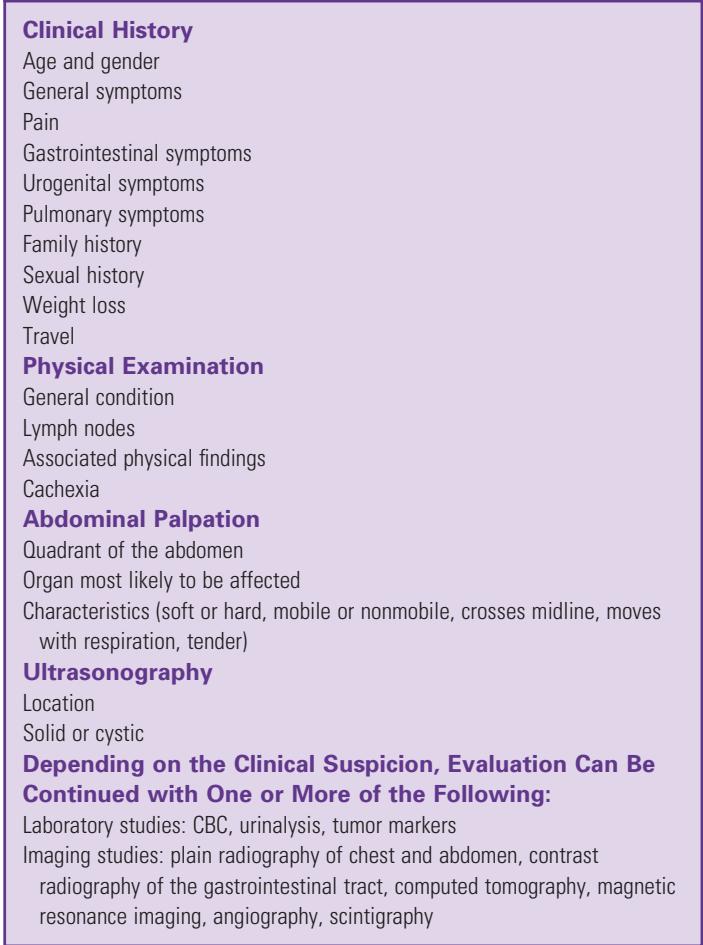 Clinical History
Age and gender
General symptoms
Pain
Gastrointestinal symptoms
Urogenital symptoms
Pulmonary symptoms
Family history
Sexual history
Weight loss
Travel
Physical Examination
General condition
Lymph nodes
Associated physical findings
Cachexia
Abdominal Palpation
Quadrant of the abdomen
Organ most likely to be affected
Characteristics (soft or hard, mobile or nonmobile, crosses midline, moves
with respiration, tender)
Ultrasonography
Location
Solid or cystic
Depending on the Clinical Suspicion, Evaluation Can Be
Continued with One or More of the Following:
Laboratory studies: CBC, urinalysis, tumor markers
Imaging studies: plain radiography of chest and abdomen, contrast
radiography of the gastrointestinal tract, computed tomography, magnetic
resonance imaging, angiography, scintigraphy